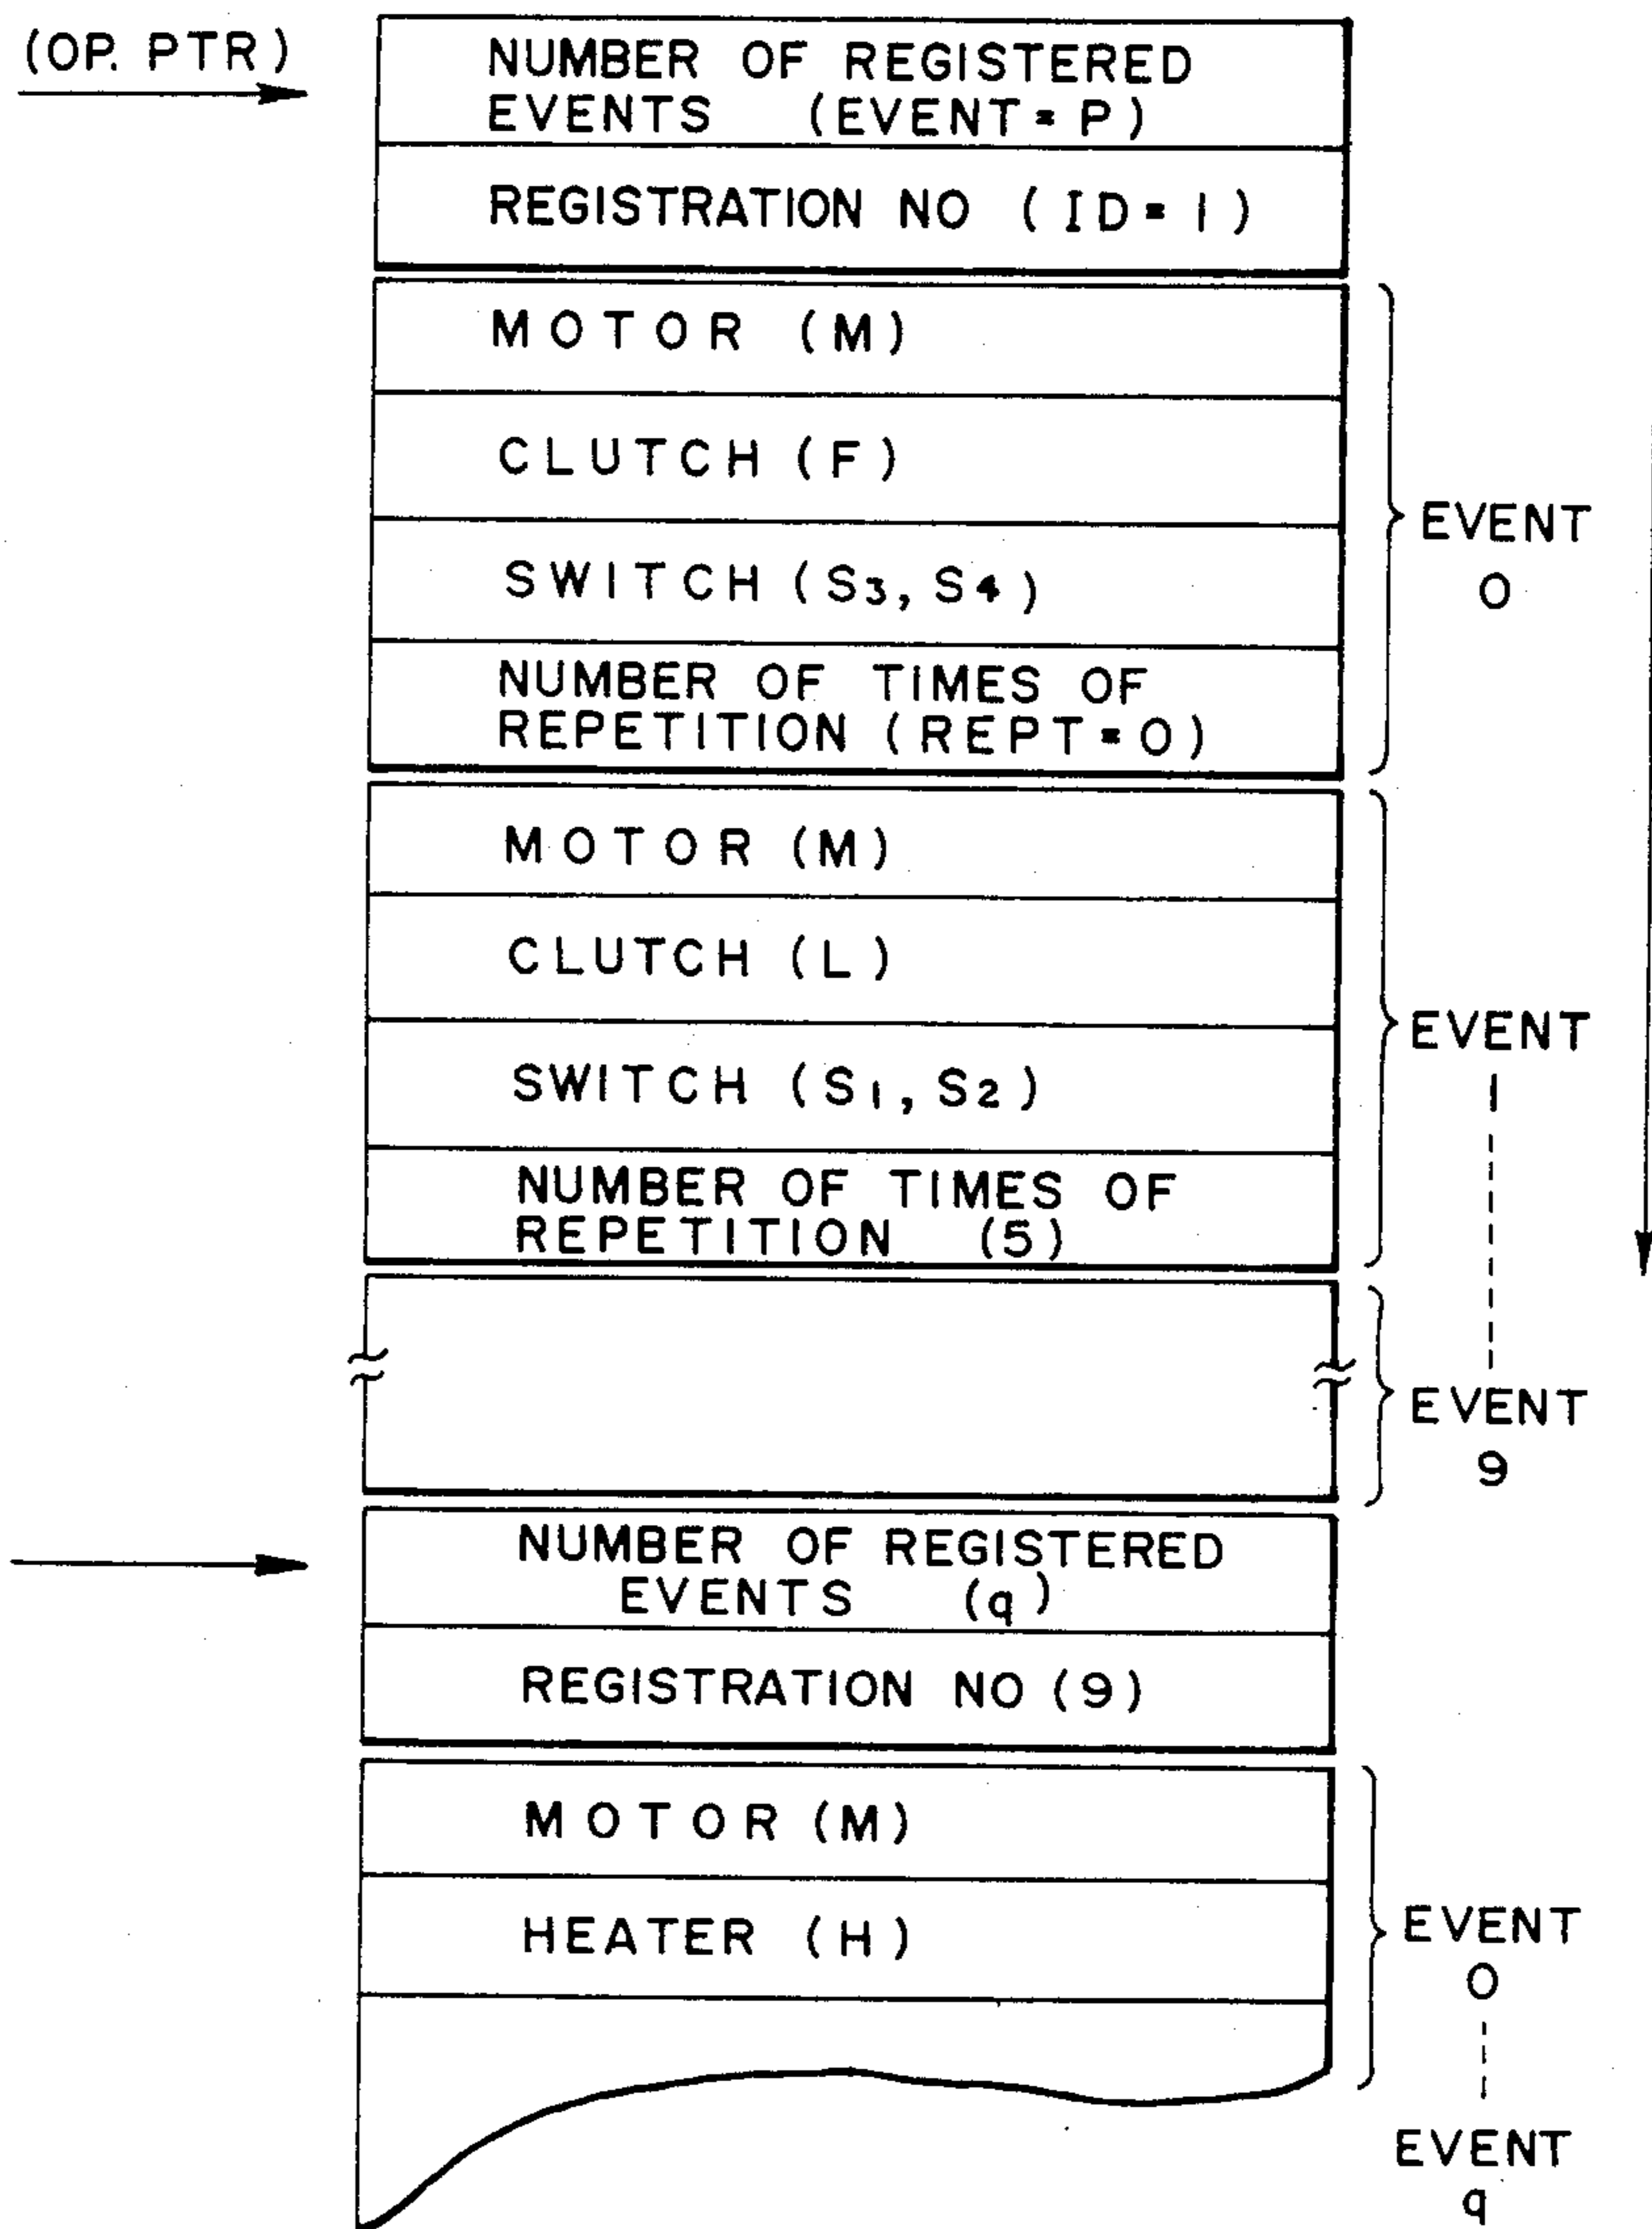 (OP. PTR)
NUMBER OF REGISTERED
EVENTS (EVENT = P)
REGISTRATION NO (ID = 1)
MOTOR (M)
CLUTCH (F)
SWITCH (S3, S4)
NUMBER OF TIMES OF
REPETITION (REPT = 0)
EVENT
0
MOTOR (M)
CLUTCH (L)
SWITCH (S1, S2)
NUMBER OF TIMES OF
REPETITION (5)
EVENT
1
EVENT
9
NUMBER OF REGISTERED
EVENTS (q)
REGISTRATION NO (9)
MOTOR (M)
HEATER (H)
EVENT
0
EVENT
q